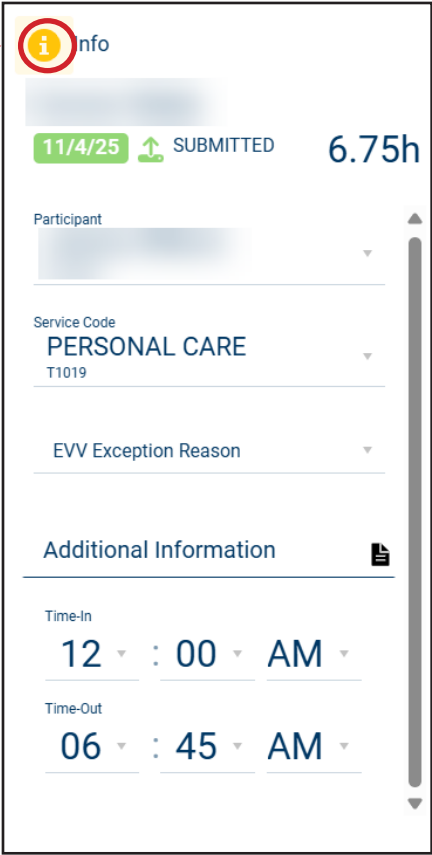 i Info
11/4/25 SUBMITTED 6.75h
Participant
Service Code
PERSONAL CARE
T1019
EVV Exception Reason
Additional Information
Time-In
12 : 00 AM
Time-Out
06 : 45 AM